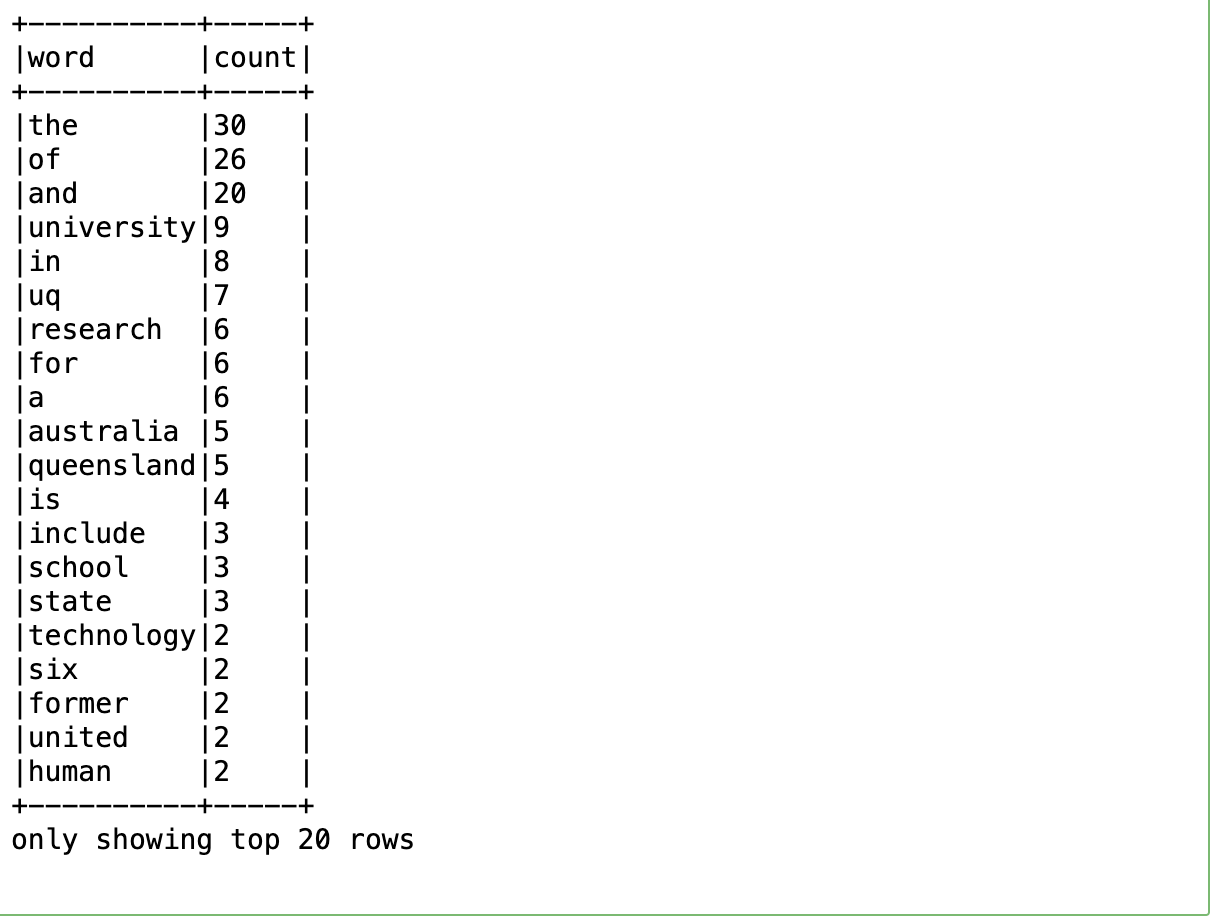 +----------+-----+
|word      |count|
+----------+-----+
|the       |30   |
|of        |26   |
|and       |20   |
|university|9    |
|in        |8    |
|uq        |7    |
|research  |6    |
|for       |6    |
|a         |6    |
|australia |5    |
|queensland|5    |
|is        |4    |
|include   |3    |
|school    |3    |
|state     |3    |
|technology|2    |
|six       |2    |
|former    |2    |
|united    |2    |
|human     |2    |
+----------+-----+
only showing top 20 rows